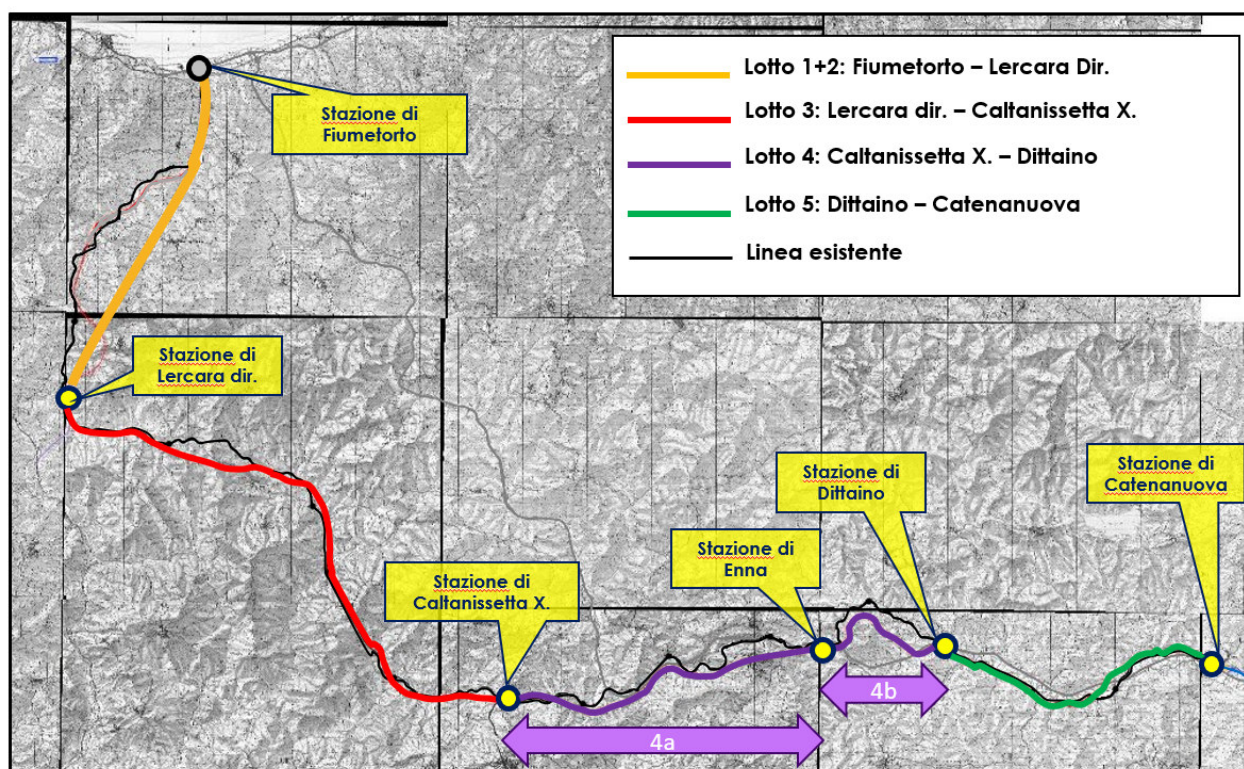 Lotto 1+2: Fiumetorto – Lercara Dir.
Lotto 3: Lercara dir. – Caltanissetta X.
Lotto 4: Caltanissetta X. – Dittaino
Lotto 5: Dittaino – Catenanuova
Linea esistente
Stazione di
Fiumetorto
Stazione di
Lercara dir.
Stazione di
Caltanissetta X.
Stazione di
Enna
Stazione di
Dittaino
Stazione di
Catenanuova
4a
4b